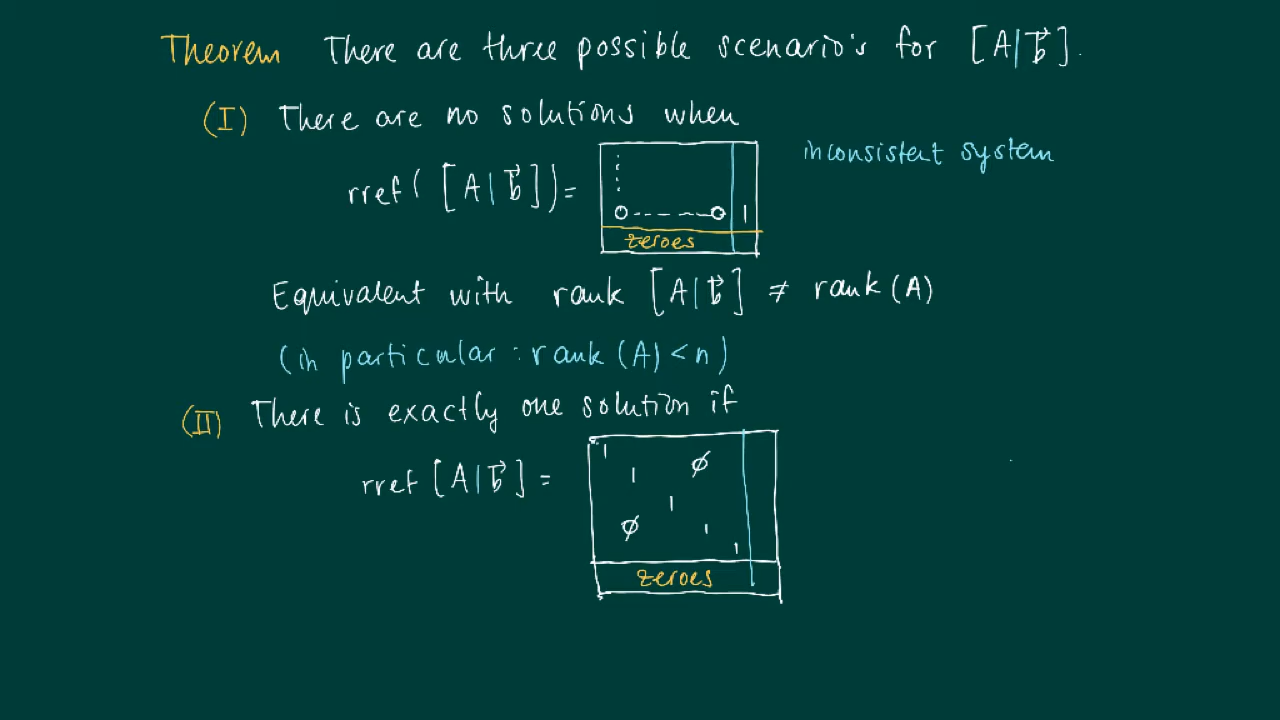 Theorem There are three possible scenario's for [A|b⃗].
(I) There are no solutions when
inconsistent system
rref([A|b⃗]) =
0 ---- 0 1
zeroes
Equivalent with rank [A|b⃗] ≠ rank(A)
(in particular: rank(A) < n)
(II) There is exactly one solution if
rref [A|b⃗] =
1
1 ∅
1
∅ 1
1
zeroes